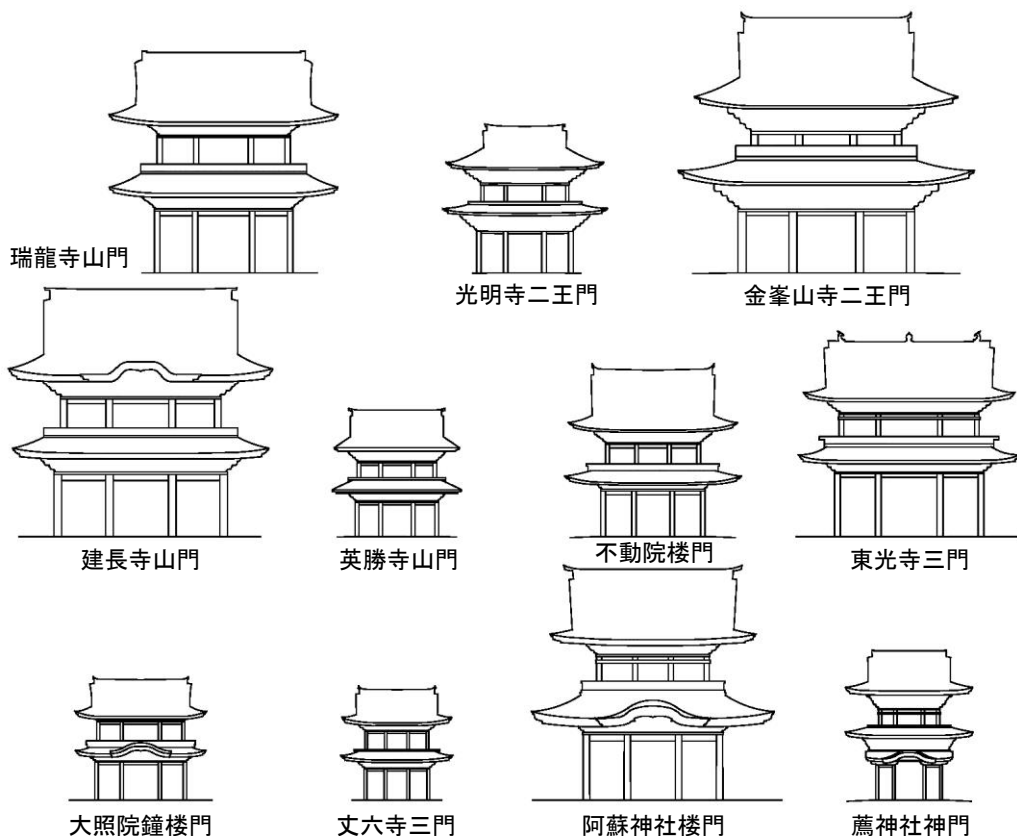 瑞龍寺山門
光明寺二王門
金峯山寺二王門
建長寺山門
英勝寺山門
不動院楼門
東光寺三門
大照院鐘楼門
丈六寺三門
阿蘇神社楼門
薦神社神門